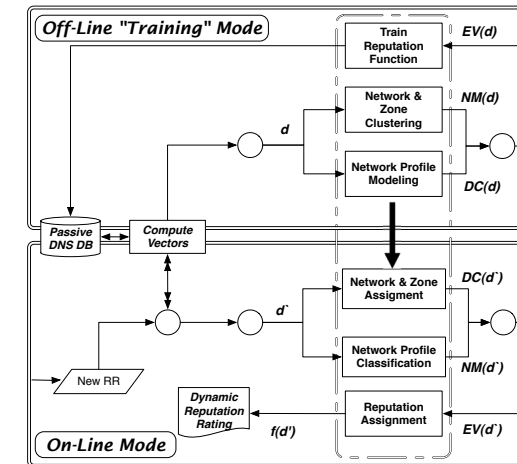 Off-Line "Training" Mode
Train
Reputation
Function
EV(d)
Network &
Zone
Clustering
NM(d)
d
Network Profile
Modeling
DC(d)
Passive
DNS DB
Compute
Vectors
Network & Zone
Assigment
DC(d`)
d`
Network Profile
Classification
NM(d`)
New RR
Dynamic
Reputation
Rating
f(d')
Reputation
Assignment
EV(d`)
On-Line Mode